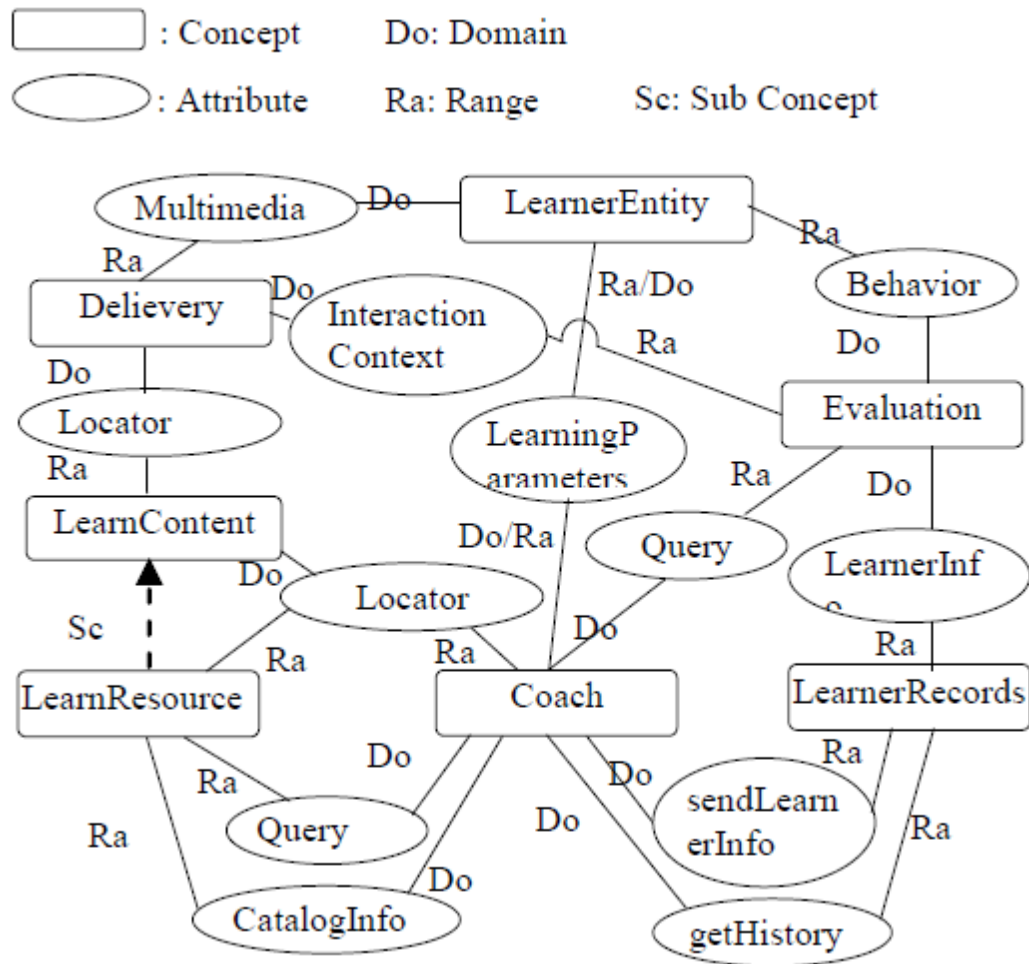 : Concept Do: Domain
: Attribute Ra: Range Sc: Sub Concept
Multimedia
Do
LearnerEntity
Ra
Ra
Do
Ra/Do
Behavior
Delievery
Interaction
Context
Ra
Do
Do
Locator
Evaluation
Ra
LearningP
arameters
Ra
Do
LearnContent
Do/Ra
Query
LearnerInf
Do
Locator
Sc
Do
Ra
Ra
Ra
LearnResource
Coach
LearnerRecords
Do
Ra
Do
Ra
sendLearn
erInfo
Query
Ra
Do
Ra
Do
CatalogInfo
getHistory